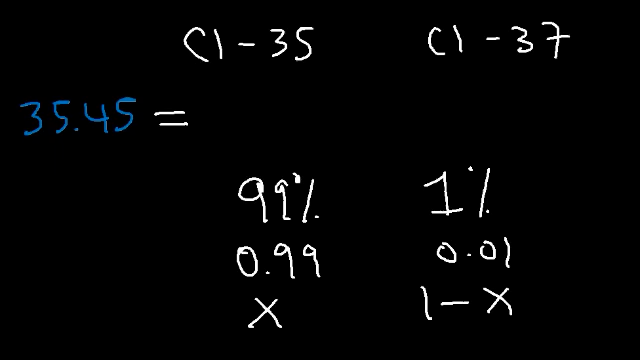 Cl - 35 Cl - 37
35.45 =
99% 1%
0.99 0.01
X 1 - X